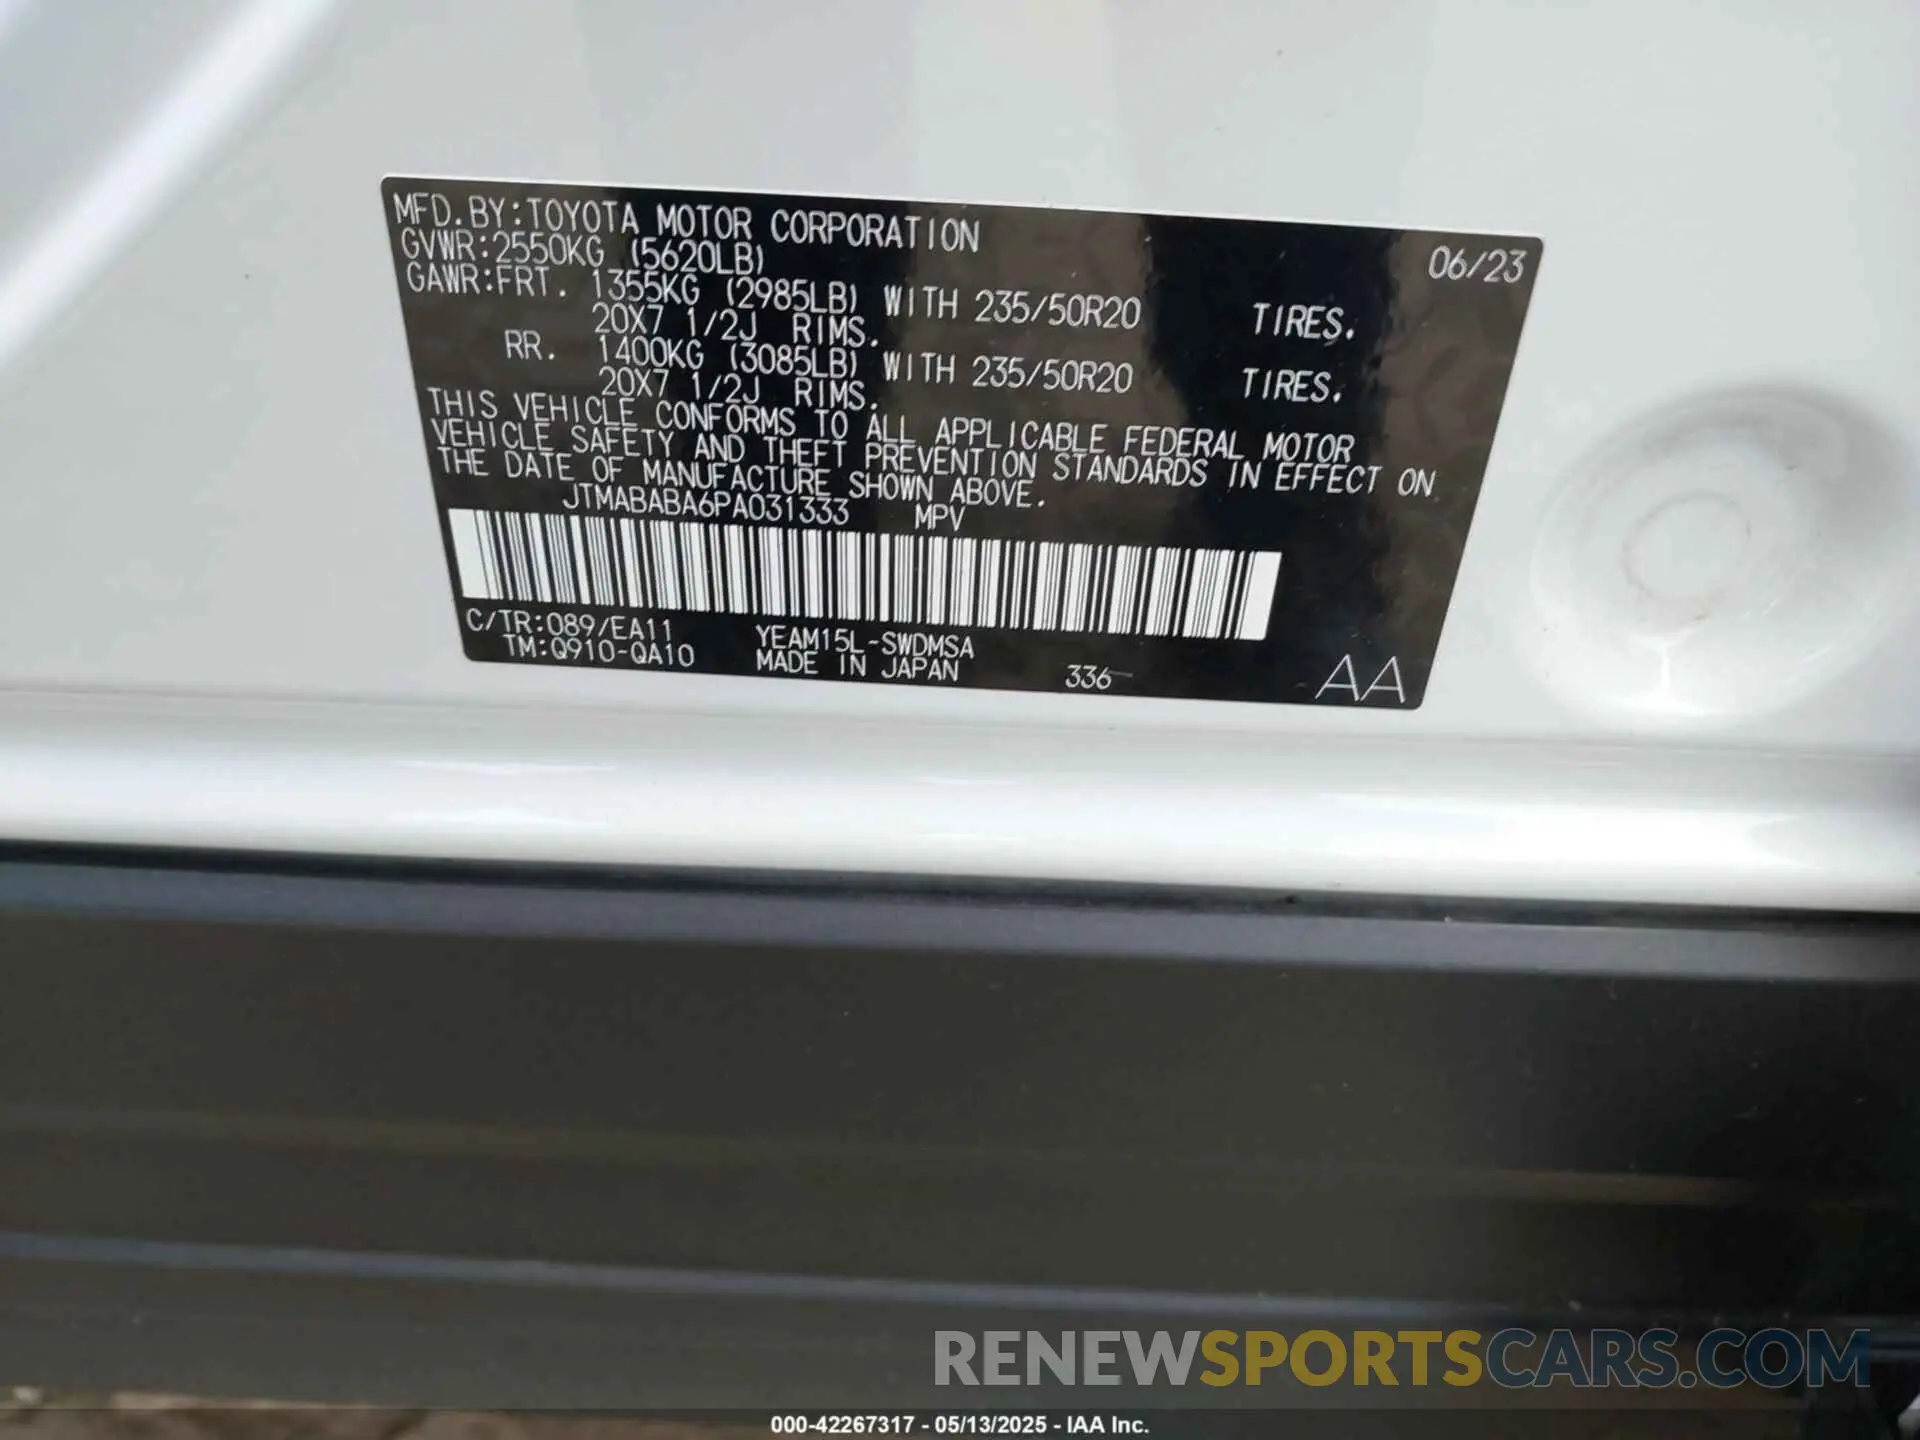 MFD.BY:TOYOTA MOTOR CORPORATION 06/23
GVWR:2550KG (5620LB)
GAWR:FRT. 1355KG (2985LB) WITH 235/50R20 TIRES.
20X7 1/2J RIMS.
RR. 1400KG (3085LB) WITH 235/50R20 TIRES.
20X7 1/2J RIMS.
THIS VEHICLE CONFORMS TO ALL APPLICABLE FEDERAL MOTOR
VEHICLE SAFETY AND THEFT PREVENTION STANDARDS IN EFFECT ON
THE DATE OF MANUFACTURE SHOWN ABOVE.
JTMABABA6PA031333 MPV
C/TR:089/EA11 YEAM15L-SWDMSA
TM:Q910-QA10 MADE IN JAPAN 336 AA
RENEWSPORTSCARS.COM
000-42267317 - 05/13/2025 - IAA Inc.